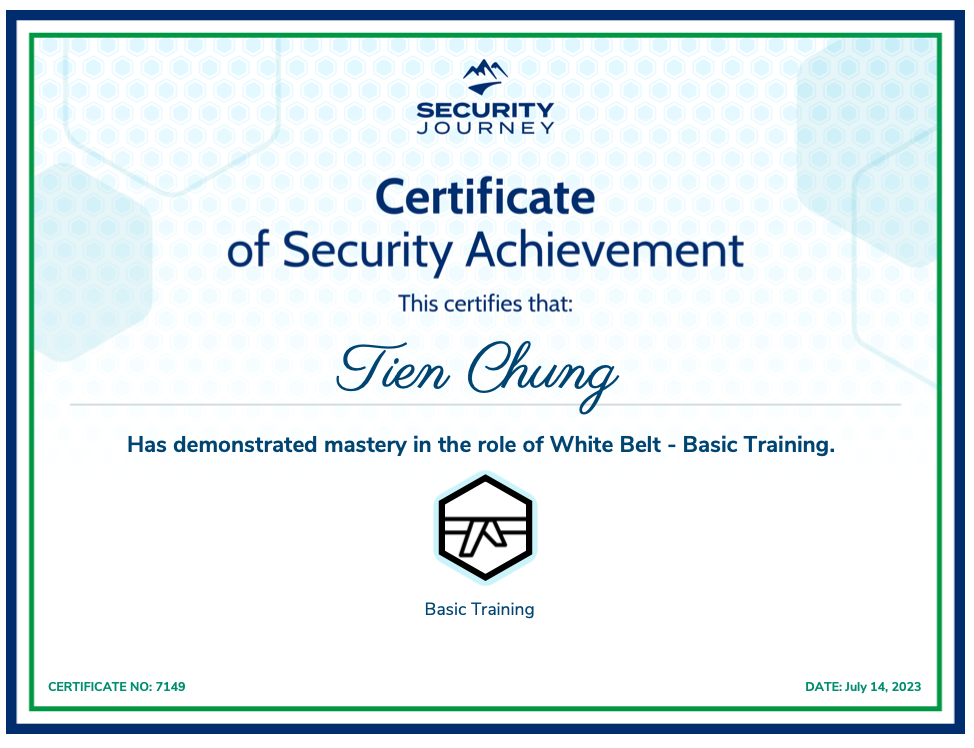 SECURITY
JOURNEY
Certificate
of Security Achievement
This certifies that:
Tien Chung
Has demonstrated mastery in the role of White Belt - Basic Training.
Basic Training
CERTIFICATE NO: 7149
DATE: July 14, 2023